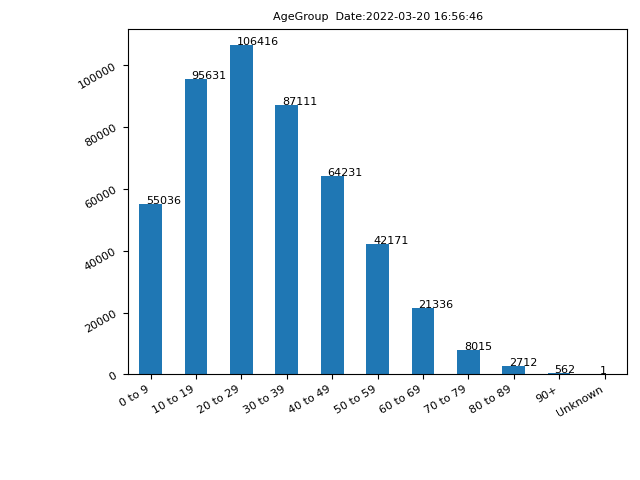 AgeGroup  Date:2022-03-20 16:56:46
100000
80000
60000
40000
20000
0
55036
95631
106416
87111
64231
42171
21336
8015
2712
562
1
0 to 9
10 to 19
20 to 29
30 to 39
40 to 49
50 to 59
60 to 69
70 to 79
80 to 89
90+
Unknown